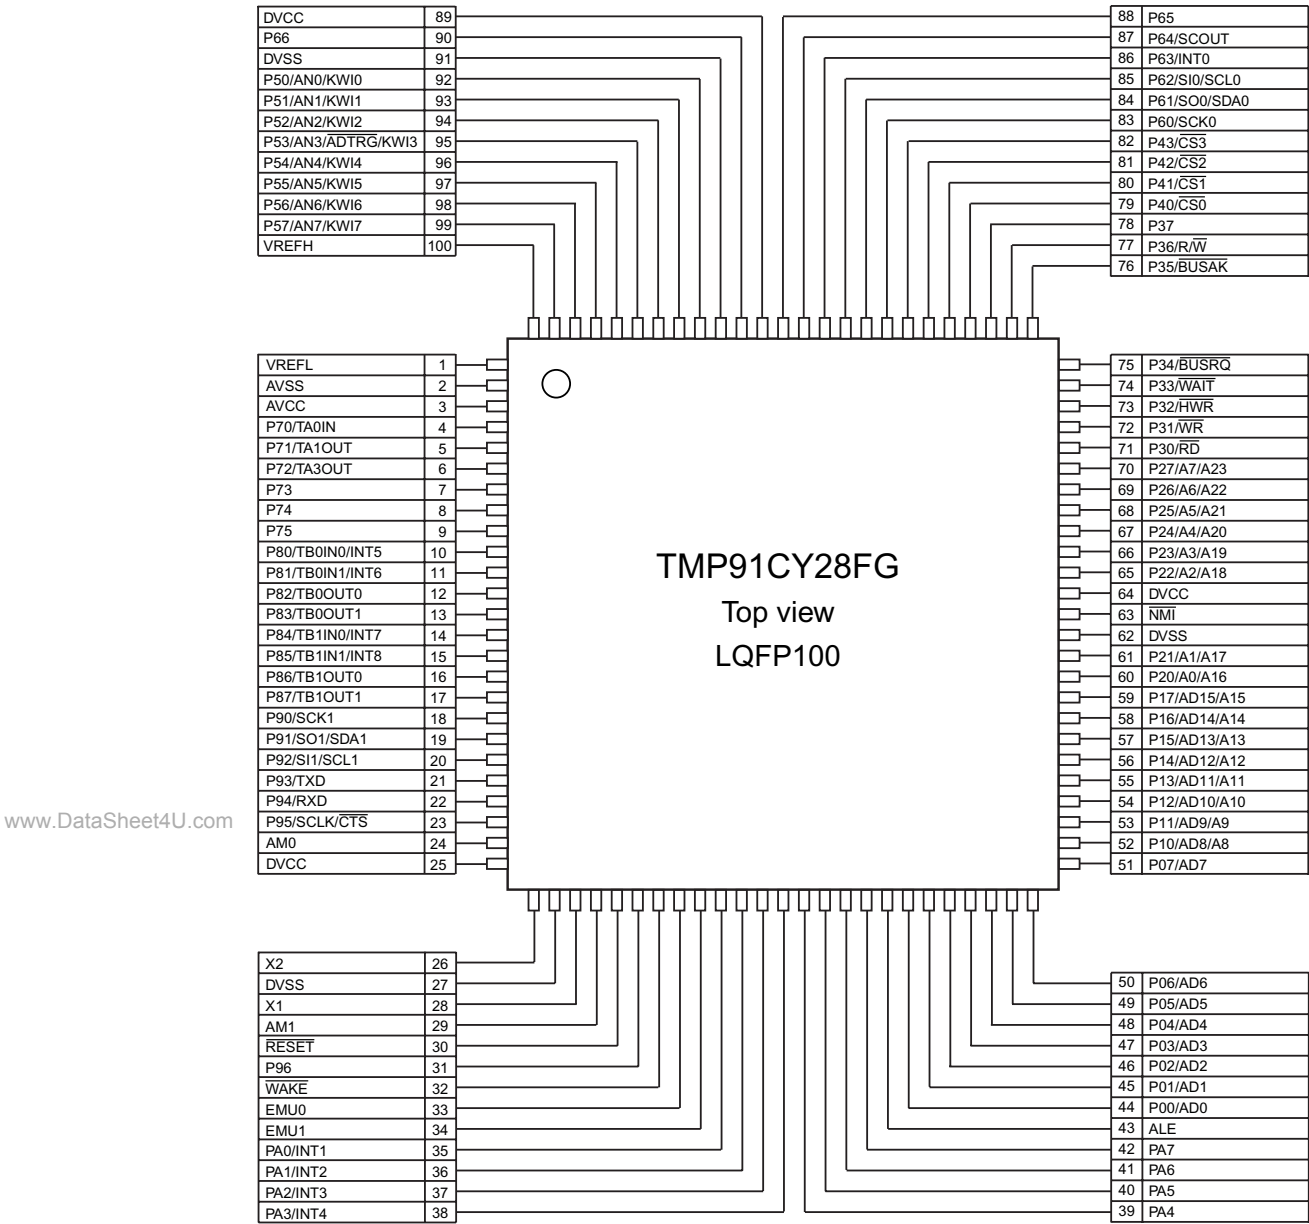 DVCC 89
P66 90
DVSS 91
P50/AN0/KWI0 92
P51/AN1/KWI1 93
P52/AN2/KWI2 94
P53/AN3/ADTRG/KWI3 95
P54/AN4/KWI4 96
P55/AN5/KWI5 97
P56/AN6/KWI6 98
P57/AN7/KWI7 99
VREFH 100
88 P65
87 P64/SCOUT
86 P63/INT0
85 P62/SI0/SCL0
84 P61/SO0/SDA0
83 P60/SCK0
82 P43/CS3
81 P42/CS2
80 P41/CS1
79 P40/CS0
78 P37
77 P36/R/W
76 P35/BUSAK
VREFL 1
AVSS 2
AVCC 3
P70/TA0IN 4
P71/TA1OUT 5
P72/TA3OUT 6
P73 7
P74 8
P75 9
P80/TB0IN0/INT5 10
P81/TB0IN1/INT6 11
P82/TB0OUT0 12
P83/TB0OUT1 13
P84/TB1IN0/INT7 14
P85/TB1IN1/INT8 15
P86/TB1OUT0 16
P87/TB1OUT1 17
P90/SCK1 18
P91/SO1/SDA1 19
P92/SI1/SCL1 20
P93/TXD 21
P94/RXD 22
P95/SCLK/CTS 23
AM0 24
DVCC 25
TMP91CY28FG
Top view
LQFP100
75 P34/BUSRQ
74 P33/WAIT
73 P32/HWR
72 P31/WR
71 P30/RD
70 P27/A7/A23
69 P26/A6/A22
68 P25/A5/A21
67 P24/A4/A20
66 P23/A3/A19
65 P22/A2/A18
64 DVCC
63 NMI
62 DVSS
61 P21/A1/A17
60 P20/A0/A16
59 P17/AD15/A15
58 P16/AD14/A14
57 P15/AD13/A13
56 P14/AD12/A12
55 P13/AD11/A11
54 P12/AD10/A10
53 P11/AD9/A9
52 P10/AD8/A8
51 P07/AD7
www.DataSheet4U.com
X2 26
DVSS 27
X1 28
AM1 29
RESET 30
P96 31
WAKE 32
EMU0 33
EMU1 34
PA0/INT1 35
PA1/INT2 36
PA2/INT3 37
PA3/INT4 38
50 P06/AD6
49 P05/AD5
48 P04/AD4
47 P03/AD3
46 P02/AD2
45 P01/AD1
44 P00/AD0
43 ALE
42 PA7
41 PA6
40 PA5
39 PA4